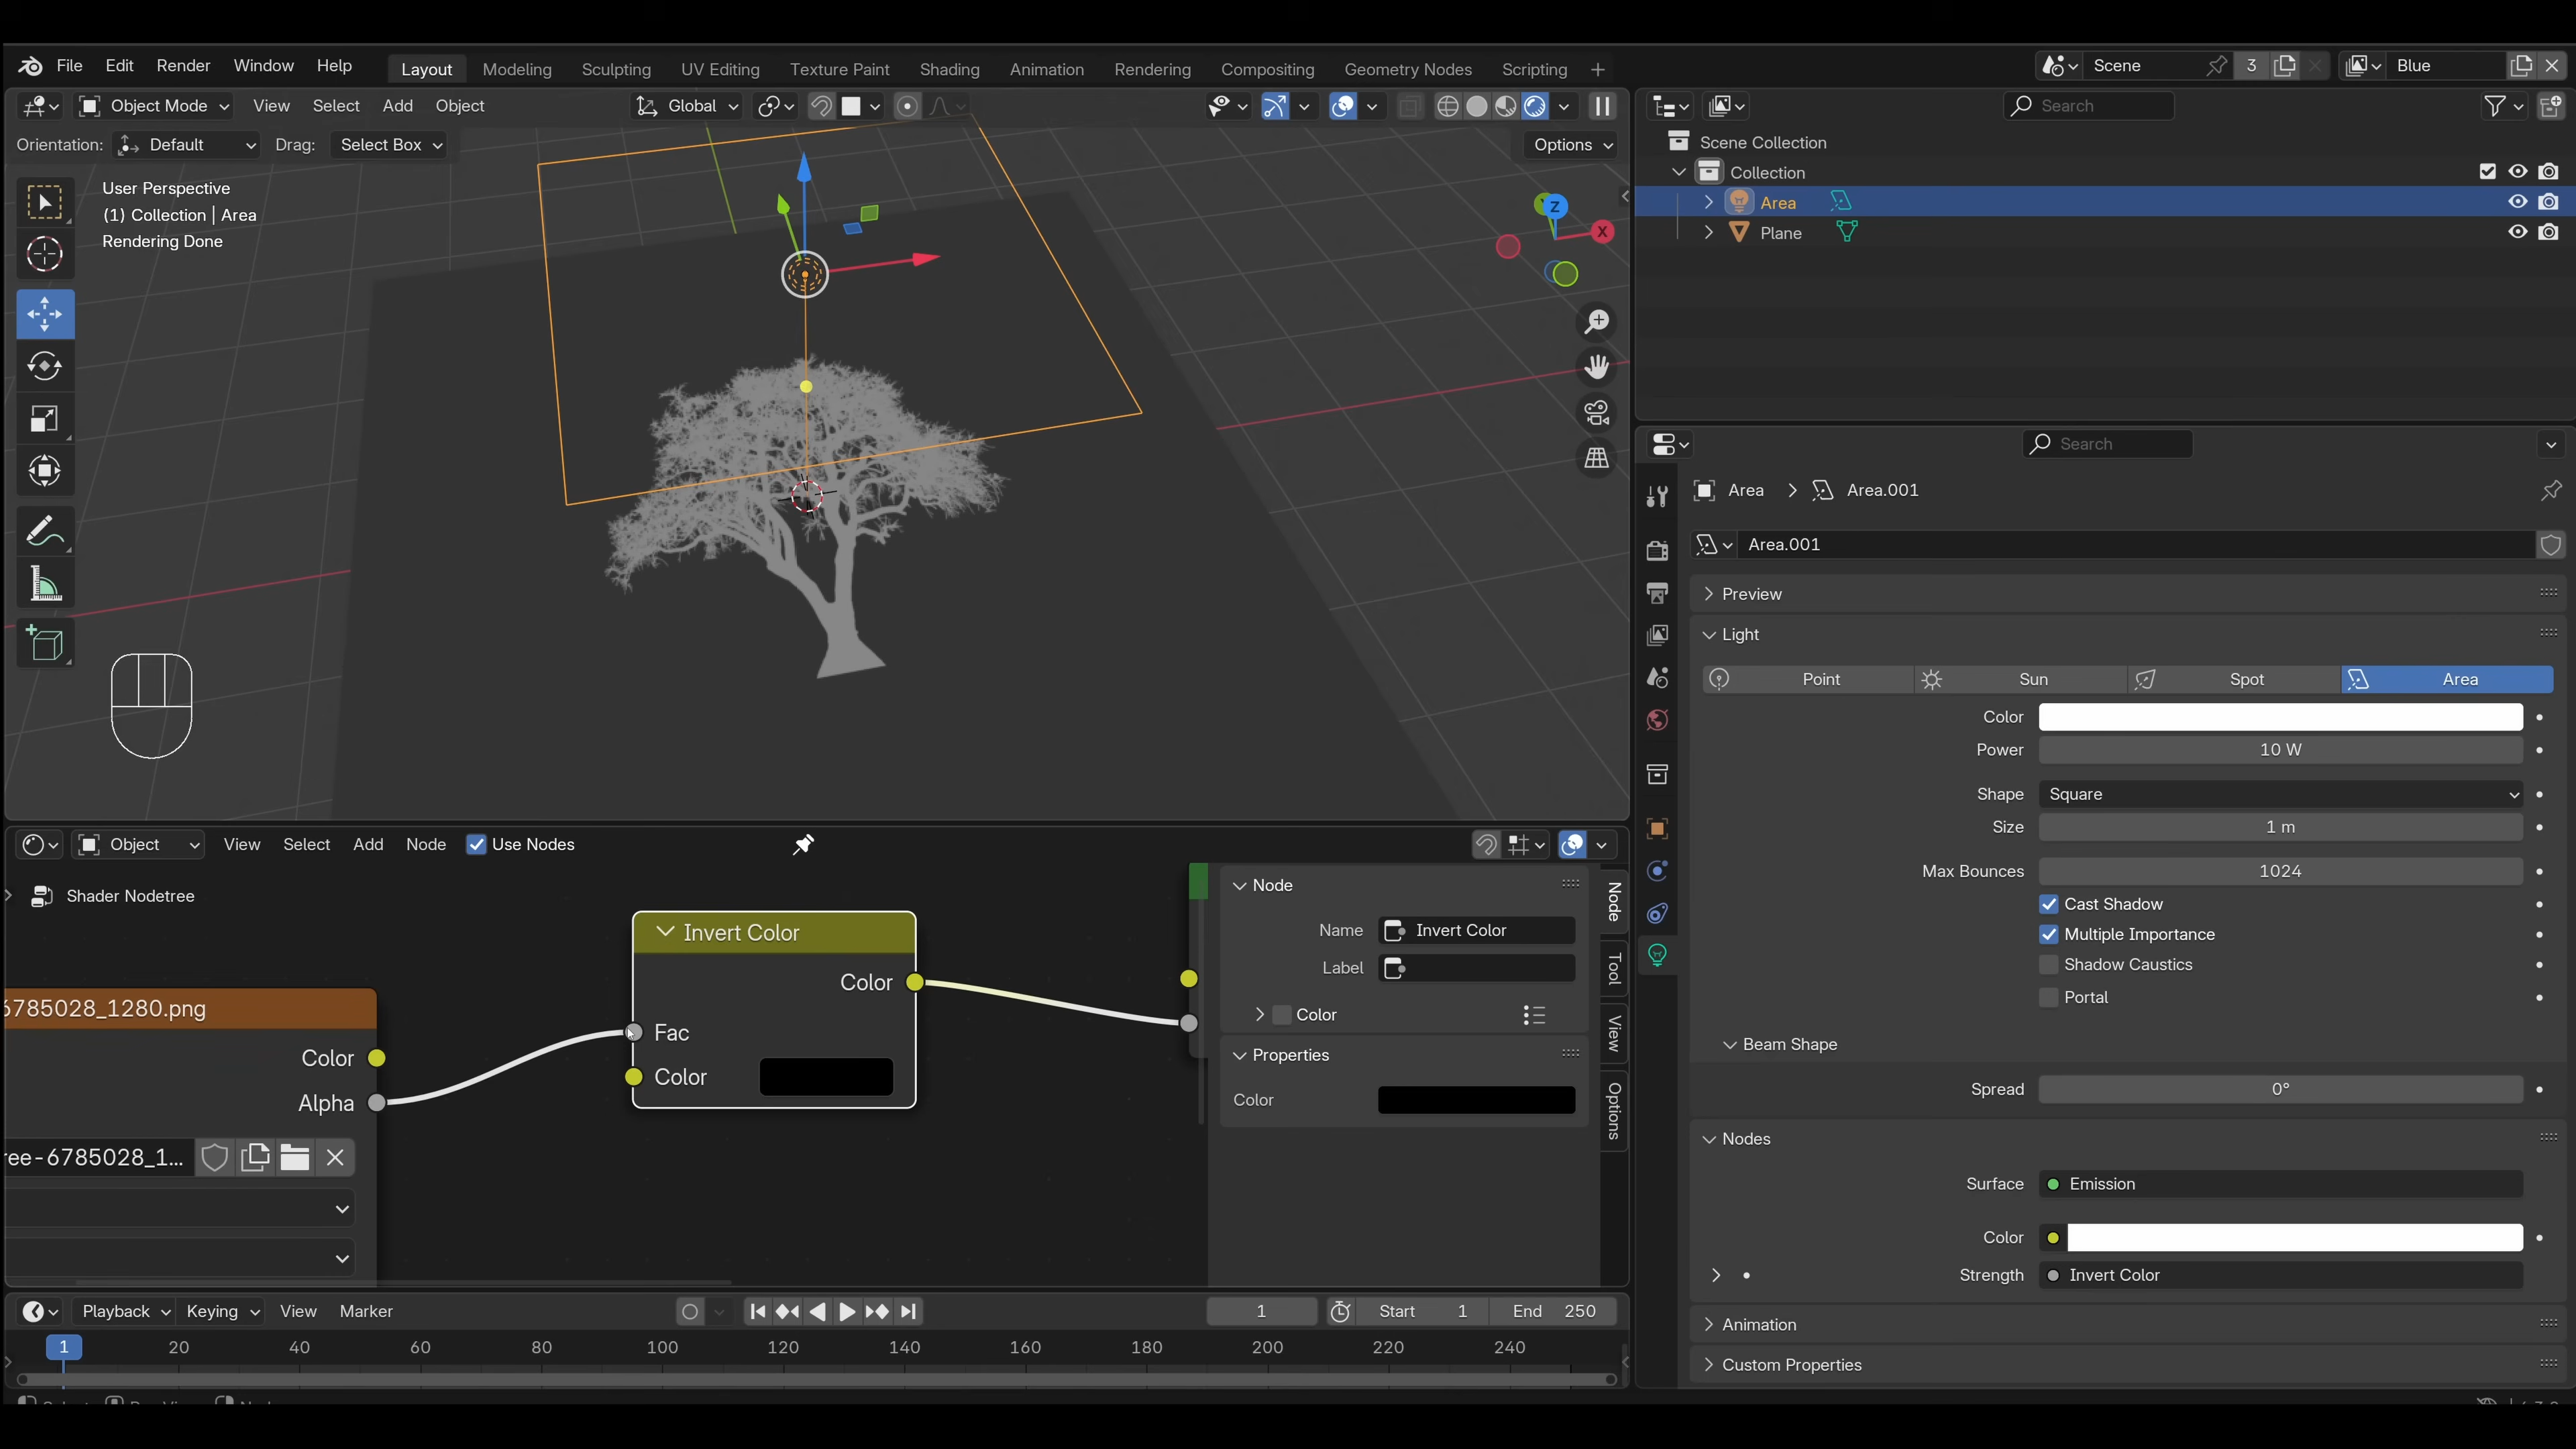 File Edit Render Window Help Layout Modeling Sculpting UV Editing Texture Paint Shading Animation Rendering Compositing Geometry Nodes Scripting + Scene 3 Blue
Object Mode View Select Add Object Global Search
Orientation: Default Drag: Select Box Options
User Perspective
(1) Collection | Area
Rendering Done
Z
X
Scene Collection
Collection
Area
Plane
Search
Area Area.001
Area.001
Preview
Light
Point Sun Spot Area
Color
Power 10 W
Shape Square
Size 1 m
Max Bounces 1024
Cast Shadow
Multiple Importance
Shadow Caustics
Portal
Beam Shape
Spread 0°
Nodes
Surface Emission
Color
Strength Invert Color
Animation
Custom Properties
Object View Select Add Node Use Nodes
Shader Nodetree
6785028_1280.png
Color
Alpha
ree-6785028_1...
Invert Color
Color
Fac
Color
Node
Name Invert Color
Label
Color
Properties
Color
Node
Tool
View
Options
Playback Keying View Marker 1 Start 1 End 250
1 20 40 60 80 100 120 140 160 180 200 220 240